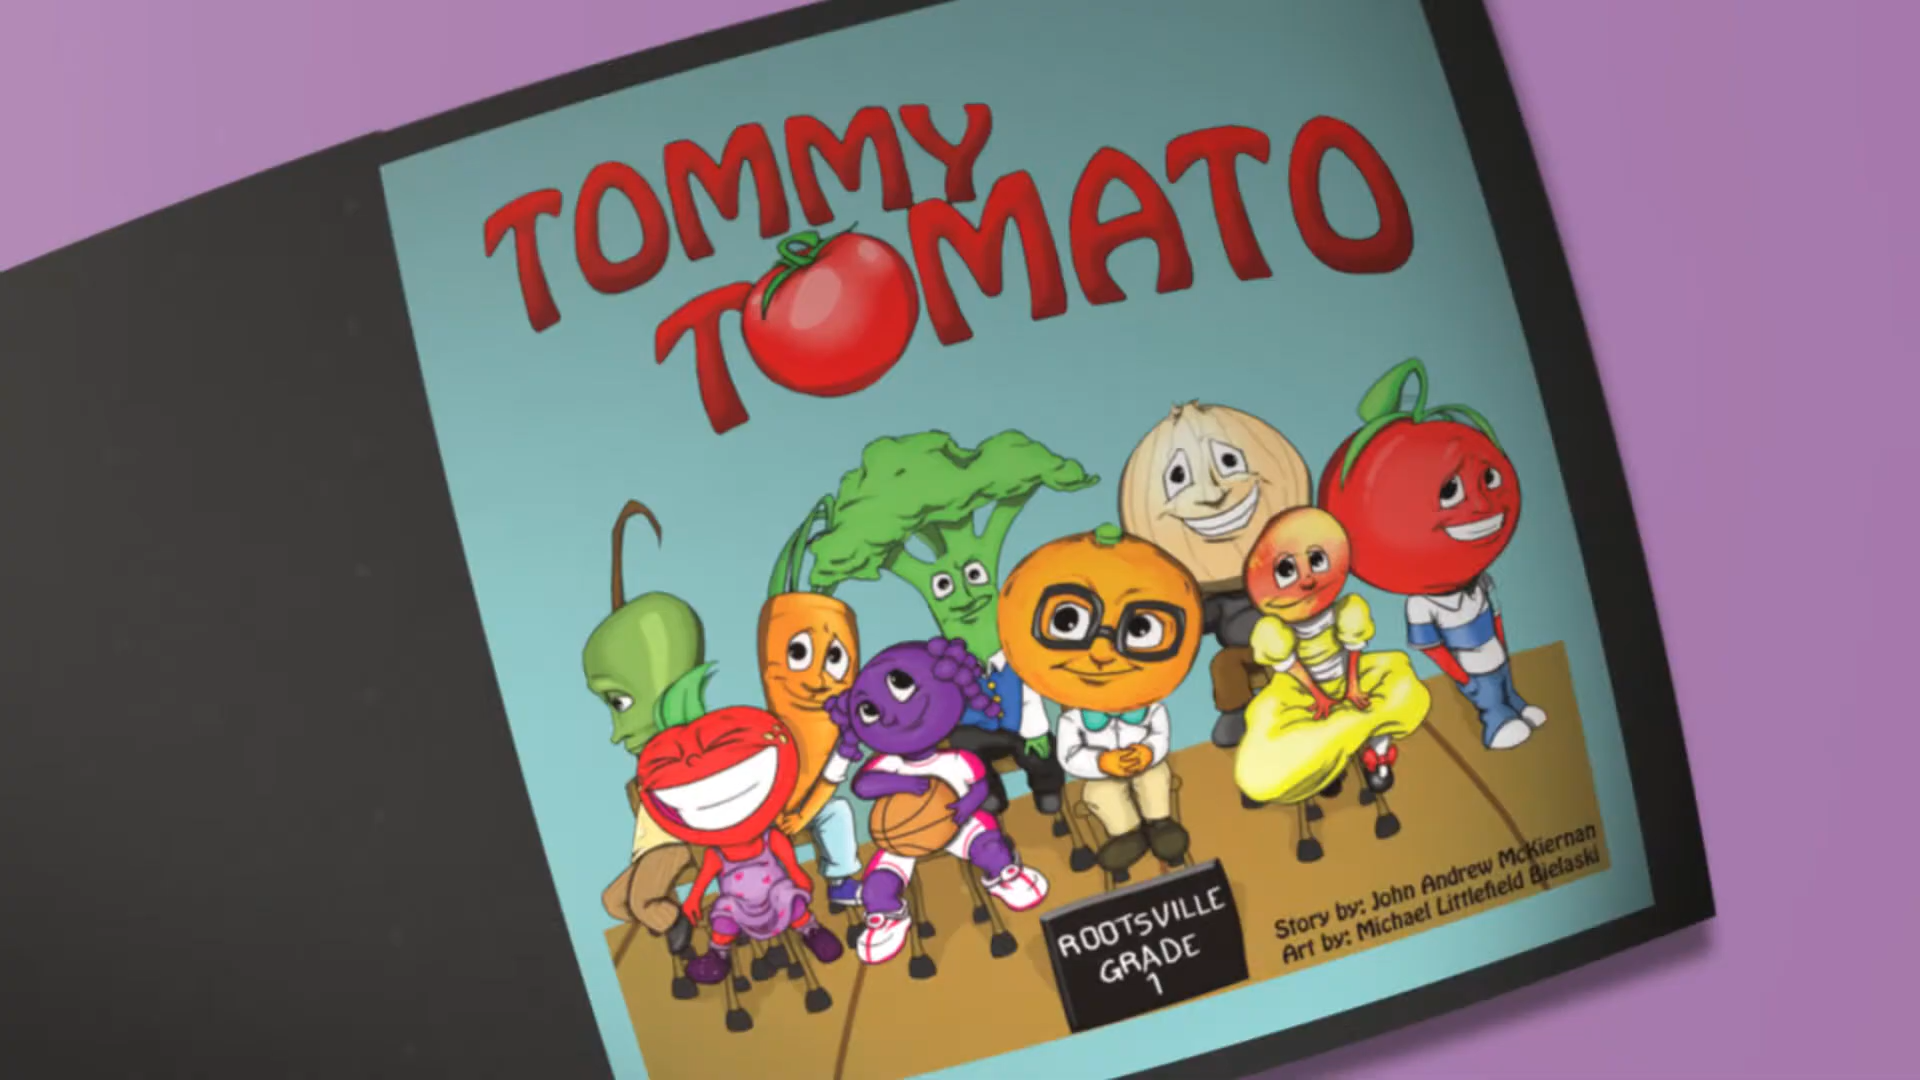 TOMMY
TOMATO
ROOTSVILLE
GRADE
1
Story by: John Andrew McKiernan
Art by: Michael Littlefield Bielaski